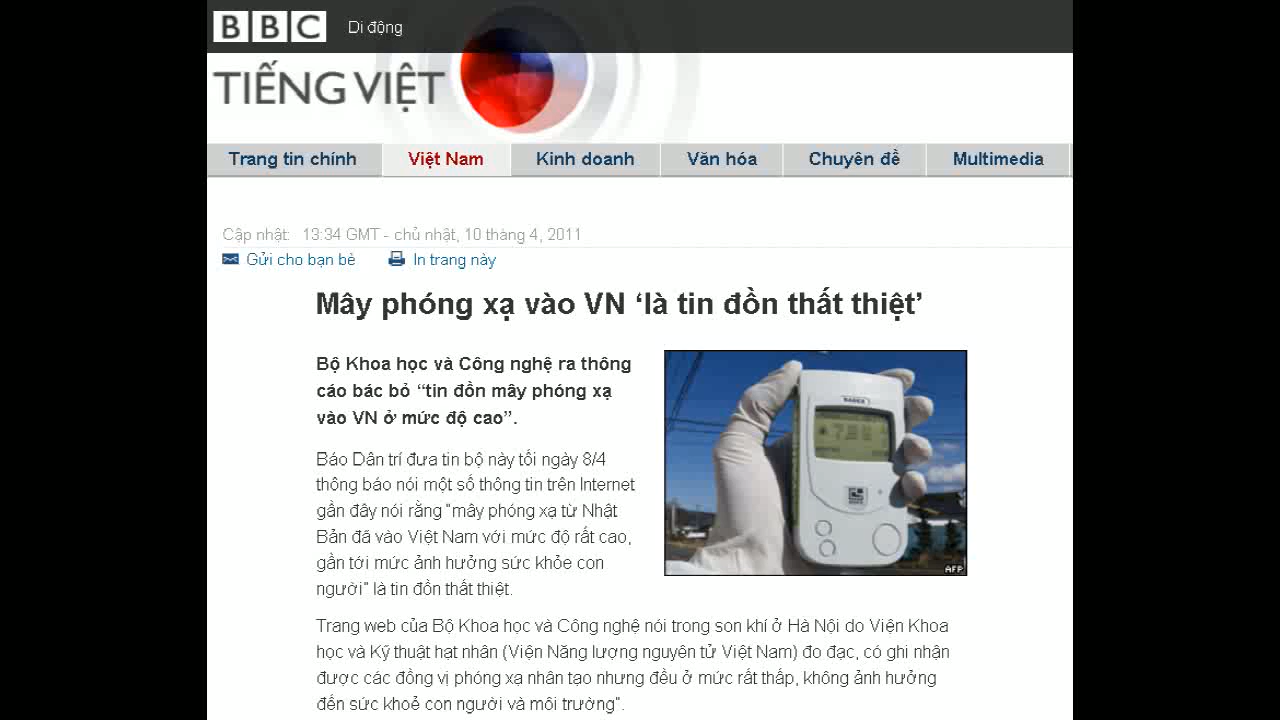 BBC Di động
TIẾNG VIỆT
Trang tin chính Việt Nam Kinh doanh Văn hóa Chuyên đề Multimedia
Cập nhật: 13:34 GMT - chủ nhật, 10 tháng 4, 2011
Gửi cho bạn bè In trang này
Mây phóng xạ vào VN ‘là tin đồn thất thiệt’
Bộ Khoa học và Công nghệ ra thông
cáo bác bỏ “tin đồn mây phóng xạ
vào VN ở mức độ cao”.
Báo Dân trí đưa tin bộ này tối ngày 8/4
thông báo nói một số thông tin trên Internet
gần đây nói rằng "mây phóng xạ từ Nhật
Bản đã vào Việt Nam với mức độ rất cao,
gần tới mức ảnh hưởng sức khỏe con
người" là tin đồn thất thiệt.
AFP
Trang web của Bộ Khoa học và Công nghệ nói trong son khí ở Hà Nội do Viện Khoa
học và Kỹ thuật hạt nhân (Viện Năng lượng nguyên tử Việt Nam) đo đạc, có ghi nhận
được các đồng vị phóng xạ nhân tạo nhưng đều ở mức rất thấp, không ảnh hưởng
đến sức khoẻ con người và môi trường".